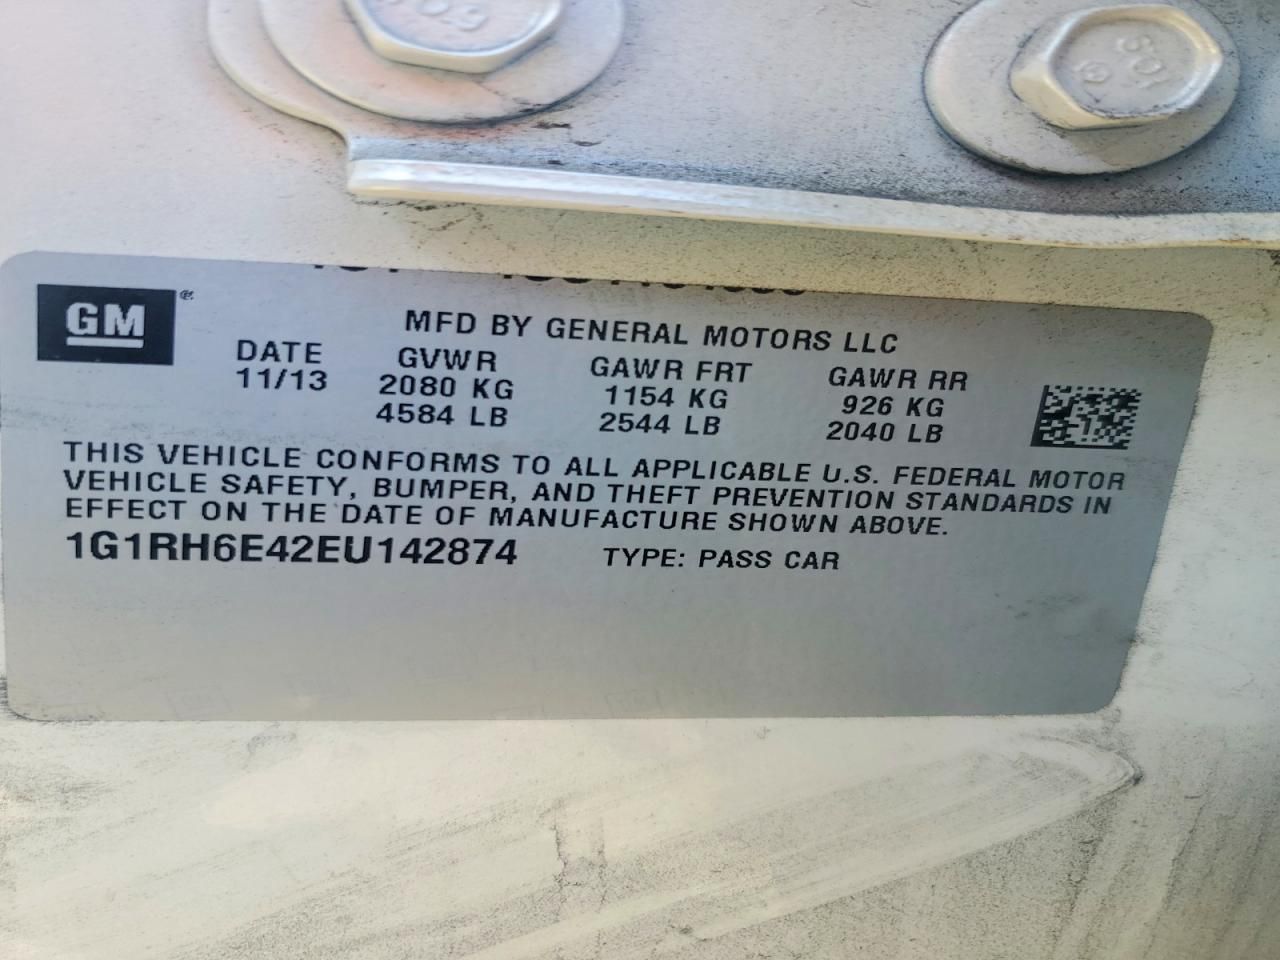 GM®
MFD BY GENERAL MOTORS LLC
DATE GVWR GAWR FRT GAWR RR
11/13 2080 KG 1154 KG 926 KG
4584 LB 2544 LB 2040 LB
THIS VEHICLE CONFORMS TO ALL APPLICABLE U.S. FEDERAL MOTOR
VEHICLE SAFETY, BUMPER, AND THEFT PREVENTION STANDARDS IN
EFFECT ON THE DATE OF MANUFACTURE SHOWN ABOVE.
1G1RH6E42EU142874 TYPE: PASS CAR